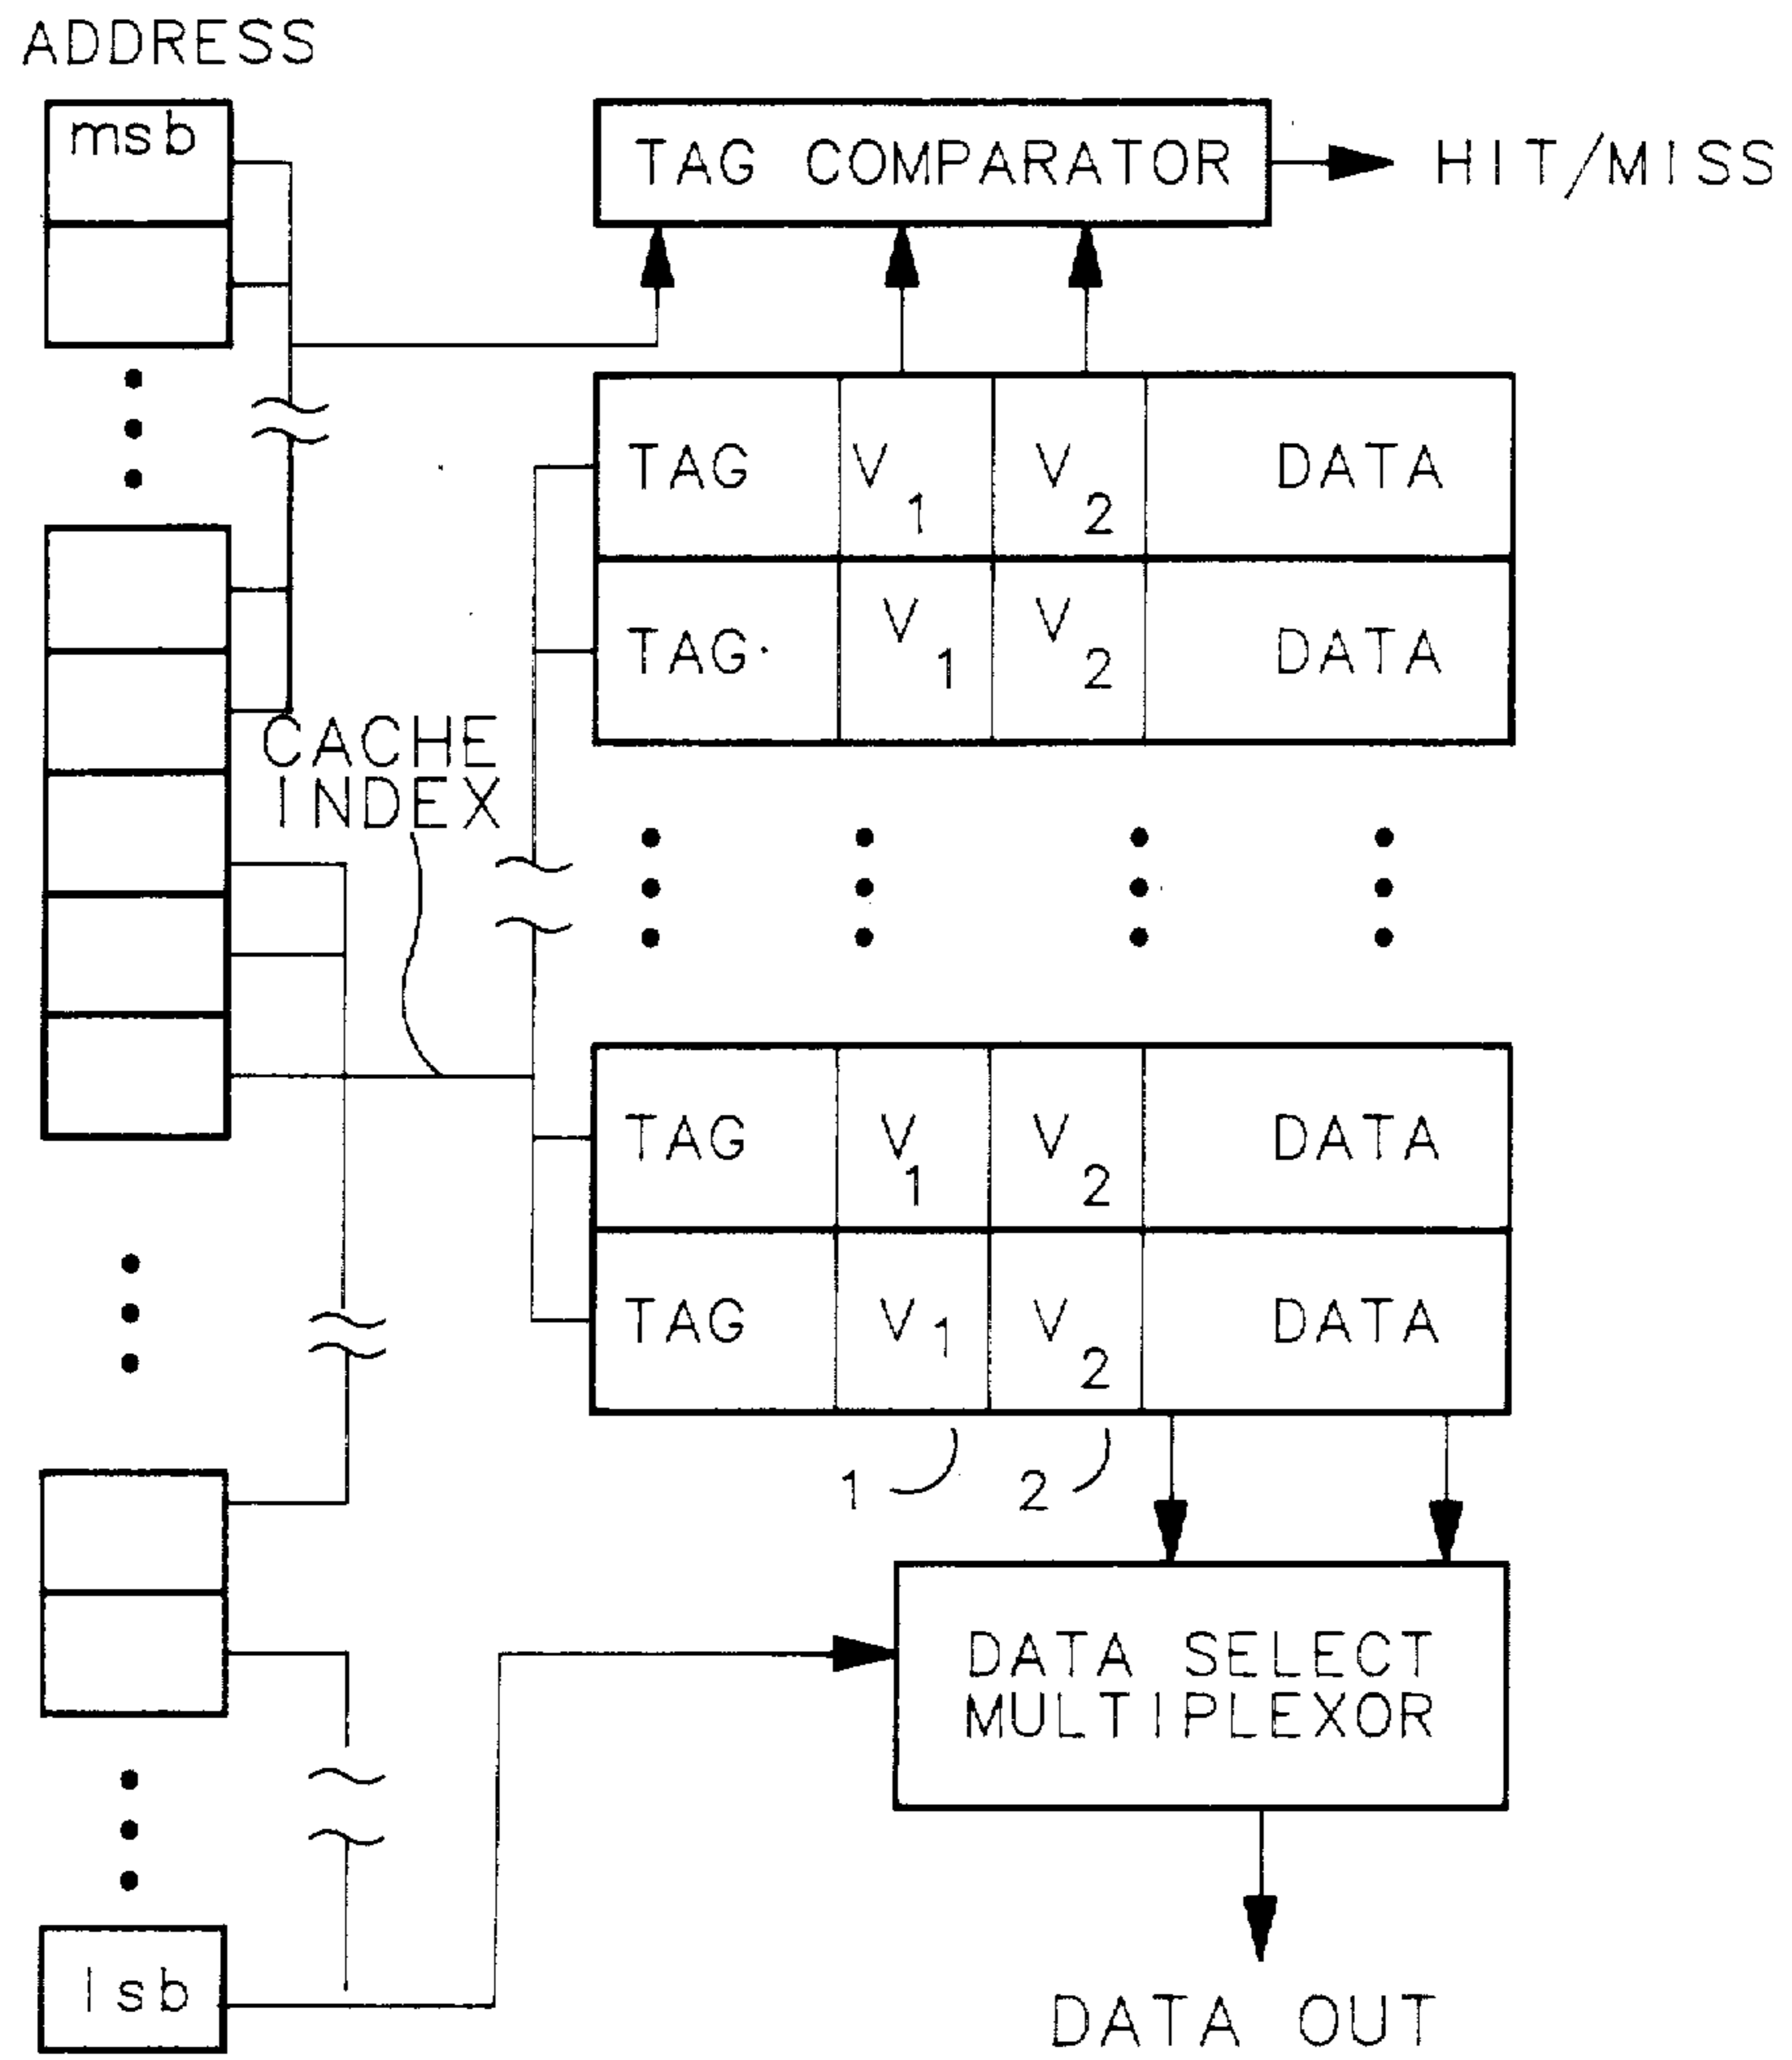 ADDRESS
msb
TAG COMPARATOR
HIT/MISS
TAG V1 V2 DATA
TAG V1 V2 DATA
CACHE
INDEX
TAG V1 V2 DATA
TAG V1 V2 DATA
1 2
DATA SELECT
MULTIPLEXOR
lsb
DATA OUT